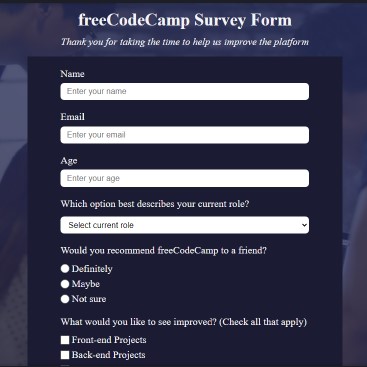 freeCodeCamp Survey Form
Thank you for taking the time to help us improve the platform
Name
Enter your name
Email
Enter your email
Age
Enter your age
Which option best describes your current role?
Select current role
Would you recommend freeCodeCamp to a friend?
Definitely
Maybe
Not sure
What would you like to see improved? (Check all that apply)
Front-end Projects
Back-end Projects